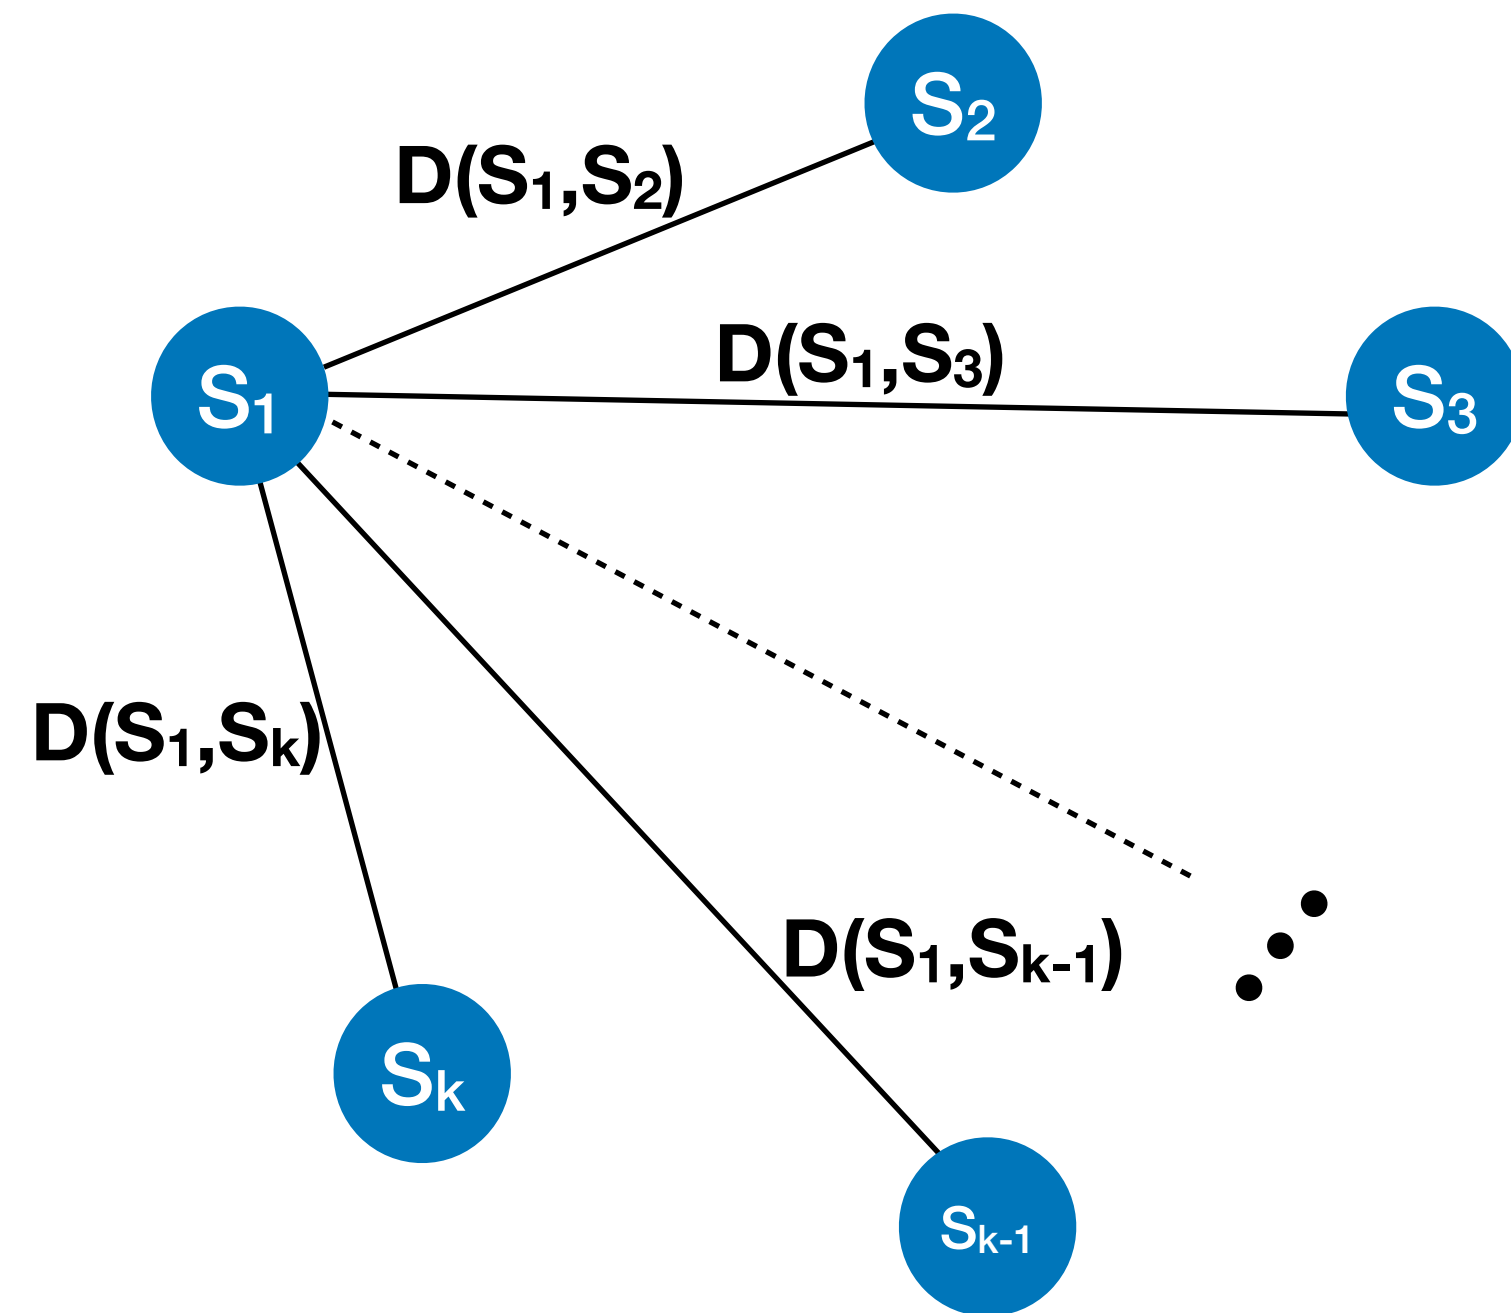 S₂
D(S₁,S₂)
D(S₁,S₃)
S₁
S₃
D(S₁,Sₖ)
D(S₁,Sₖ₋₁)
Sₖ
Sₖ₋₁